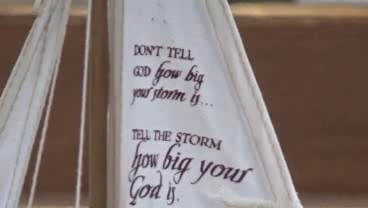 DON'T TELL
GOD how big
your storm is...
TELL THE STORM
how big your
God is.